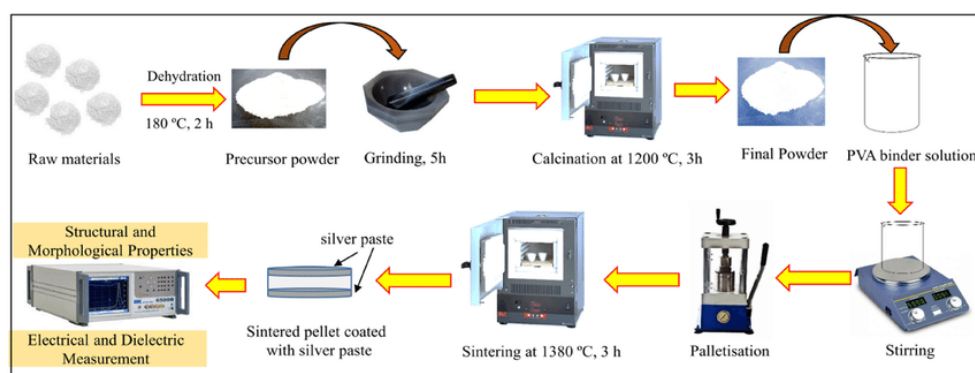 Dehydration
180 ºC, 2 h
Raw materials
Precursor powder
Grinding, 5h
Calcination at 1200 ºC, 3h
Final Powder
PVA binder solution
Structural and
Morphological Properties
silver paste
Electrical and Dielectric
Measurement
Sintered pellet coated
with silver paste
Sintering at 1380 ºC, 3 h
Palletisation
Stirring